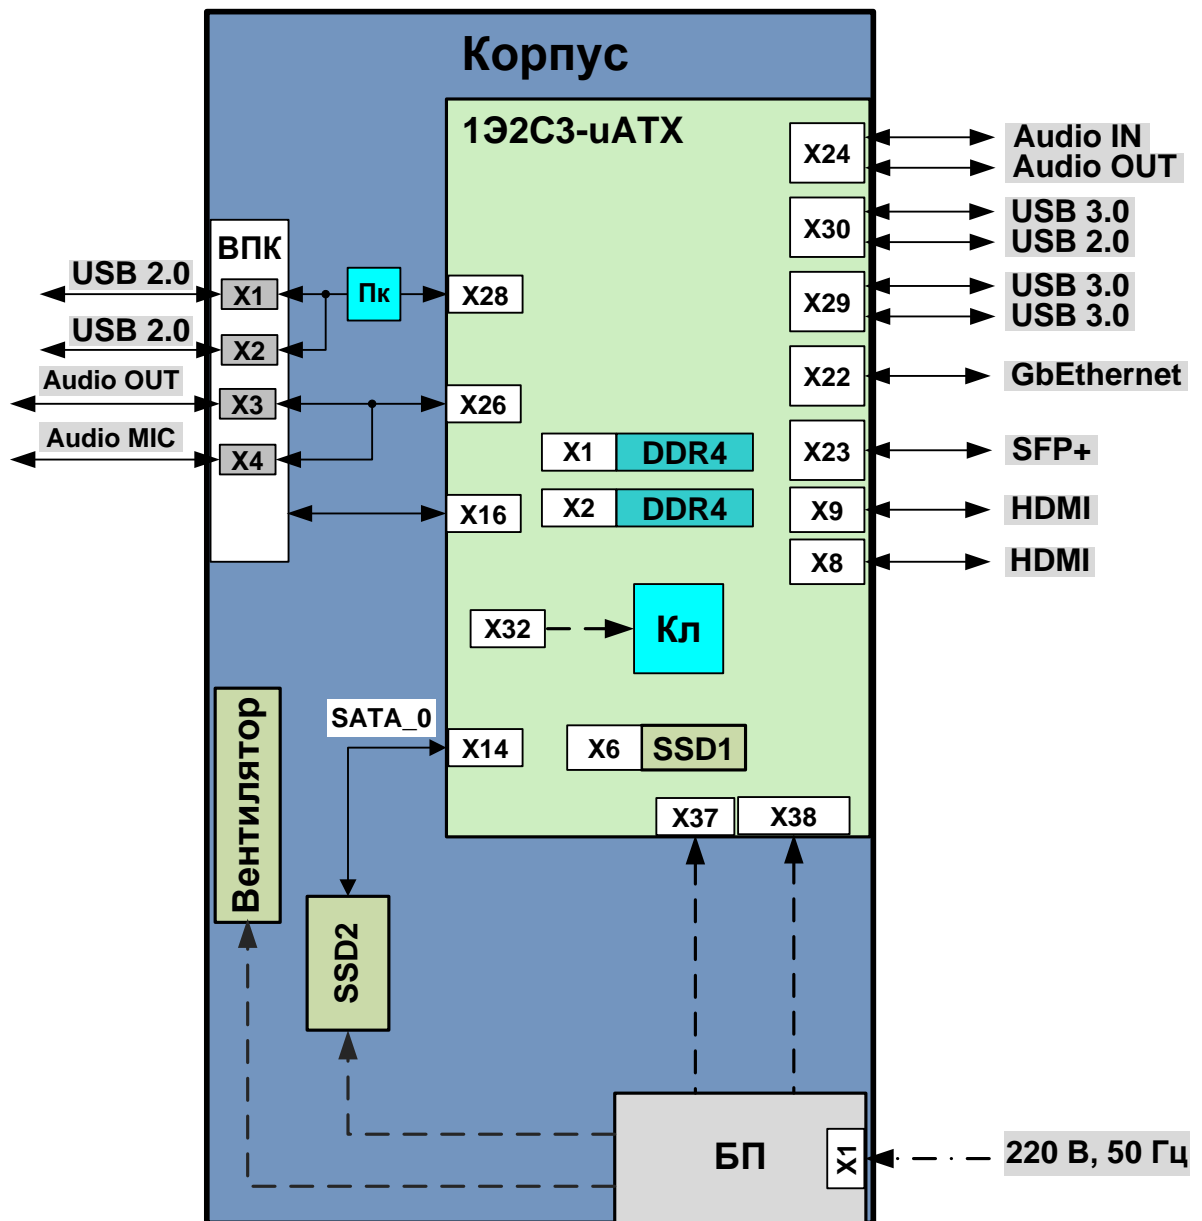 Корпус
1Э2С3-uATX
X24
Audio IN
Audio OUT
X30
USB 3.0
USB 2.0
ВПК
USB 2.0
X1
Пк
X28
X29
USB 3.0
USB 3.0
USB 2.0
X2
X22
GbEthernet
Audio OUT
X3
X26
Audio MIC
X4
X1
DDR4
X23
SFP+
X16
X2
DDR4
X9
HDMI
X8
HDMI
X32
Кл
Вентилятор
SATA_0
X14
X6
SSD1
X37
X38
SSD2
БП
X1
220 В, 50 Гц